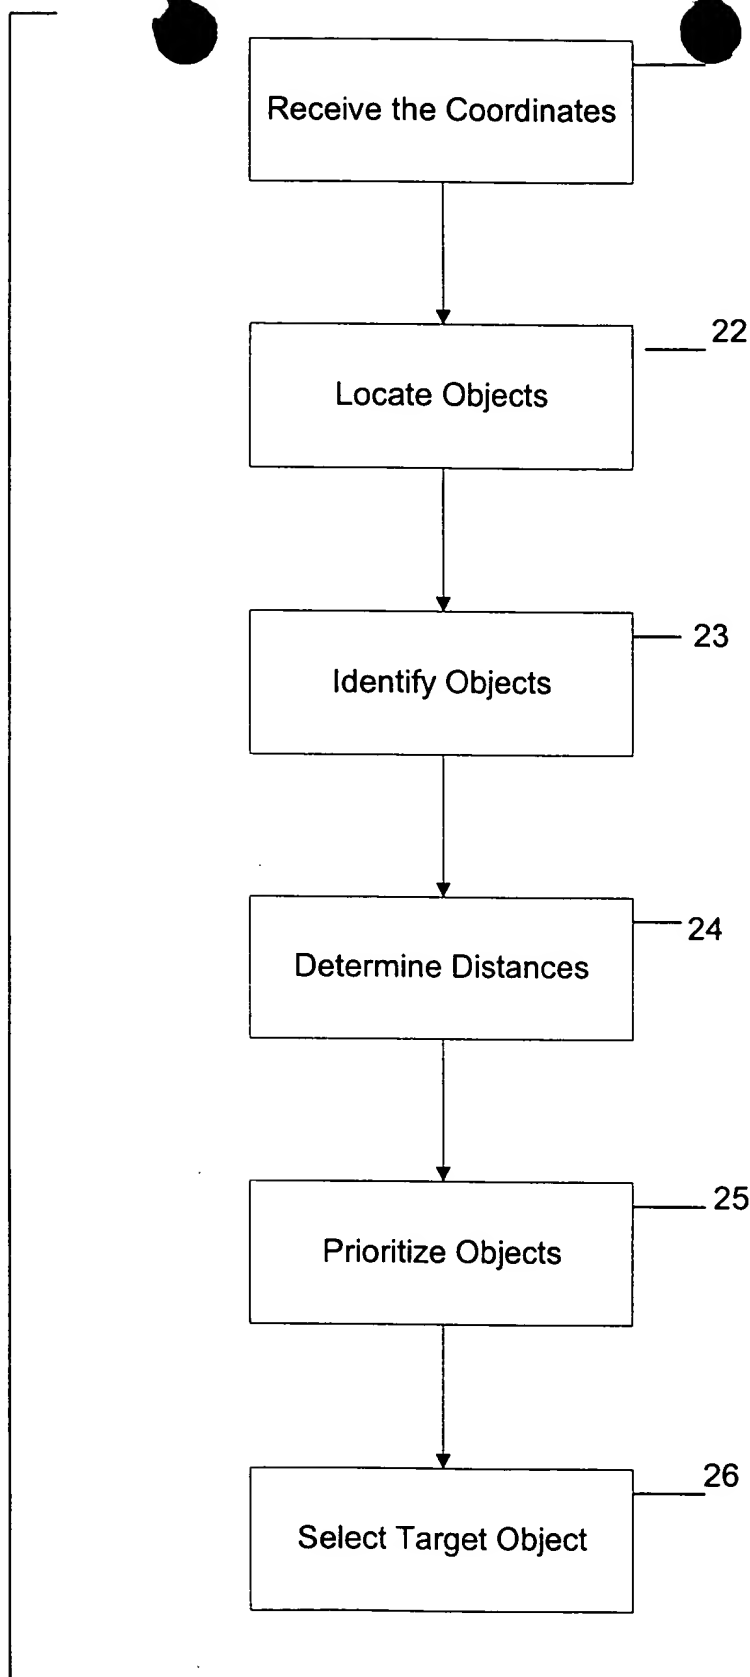 Receive the Coordinates
22
Locate Objects
23
Identify Objects
24
Determine Distances
25
Prioritize Objects
26
Select Target Object